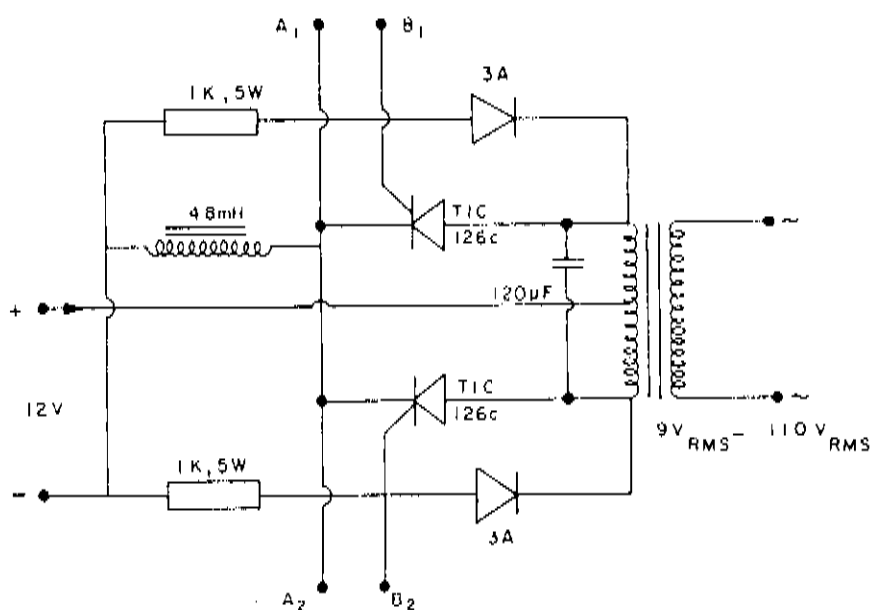 A1 B1
1K, 5W
3A
4.8mH
TIC
126c
120µF
+
12V
TIC
126c
9V RMS – 110V RMS
1K, 5W
3A
A2 B2
~
~
-